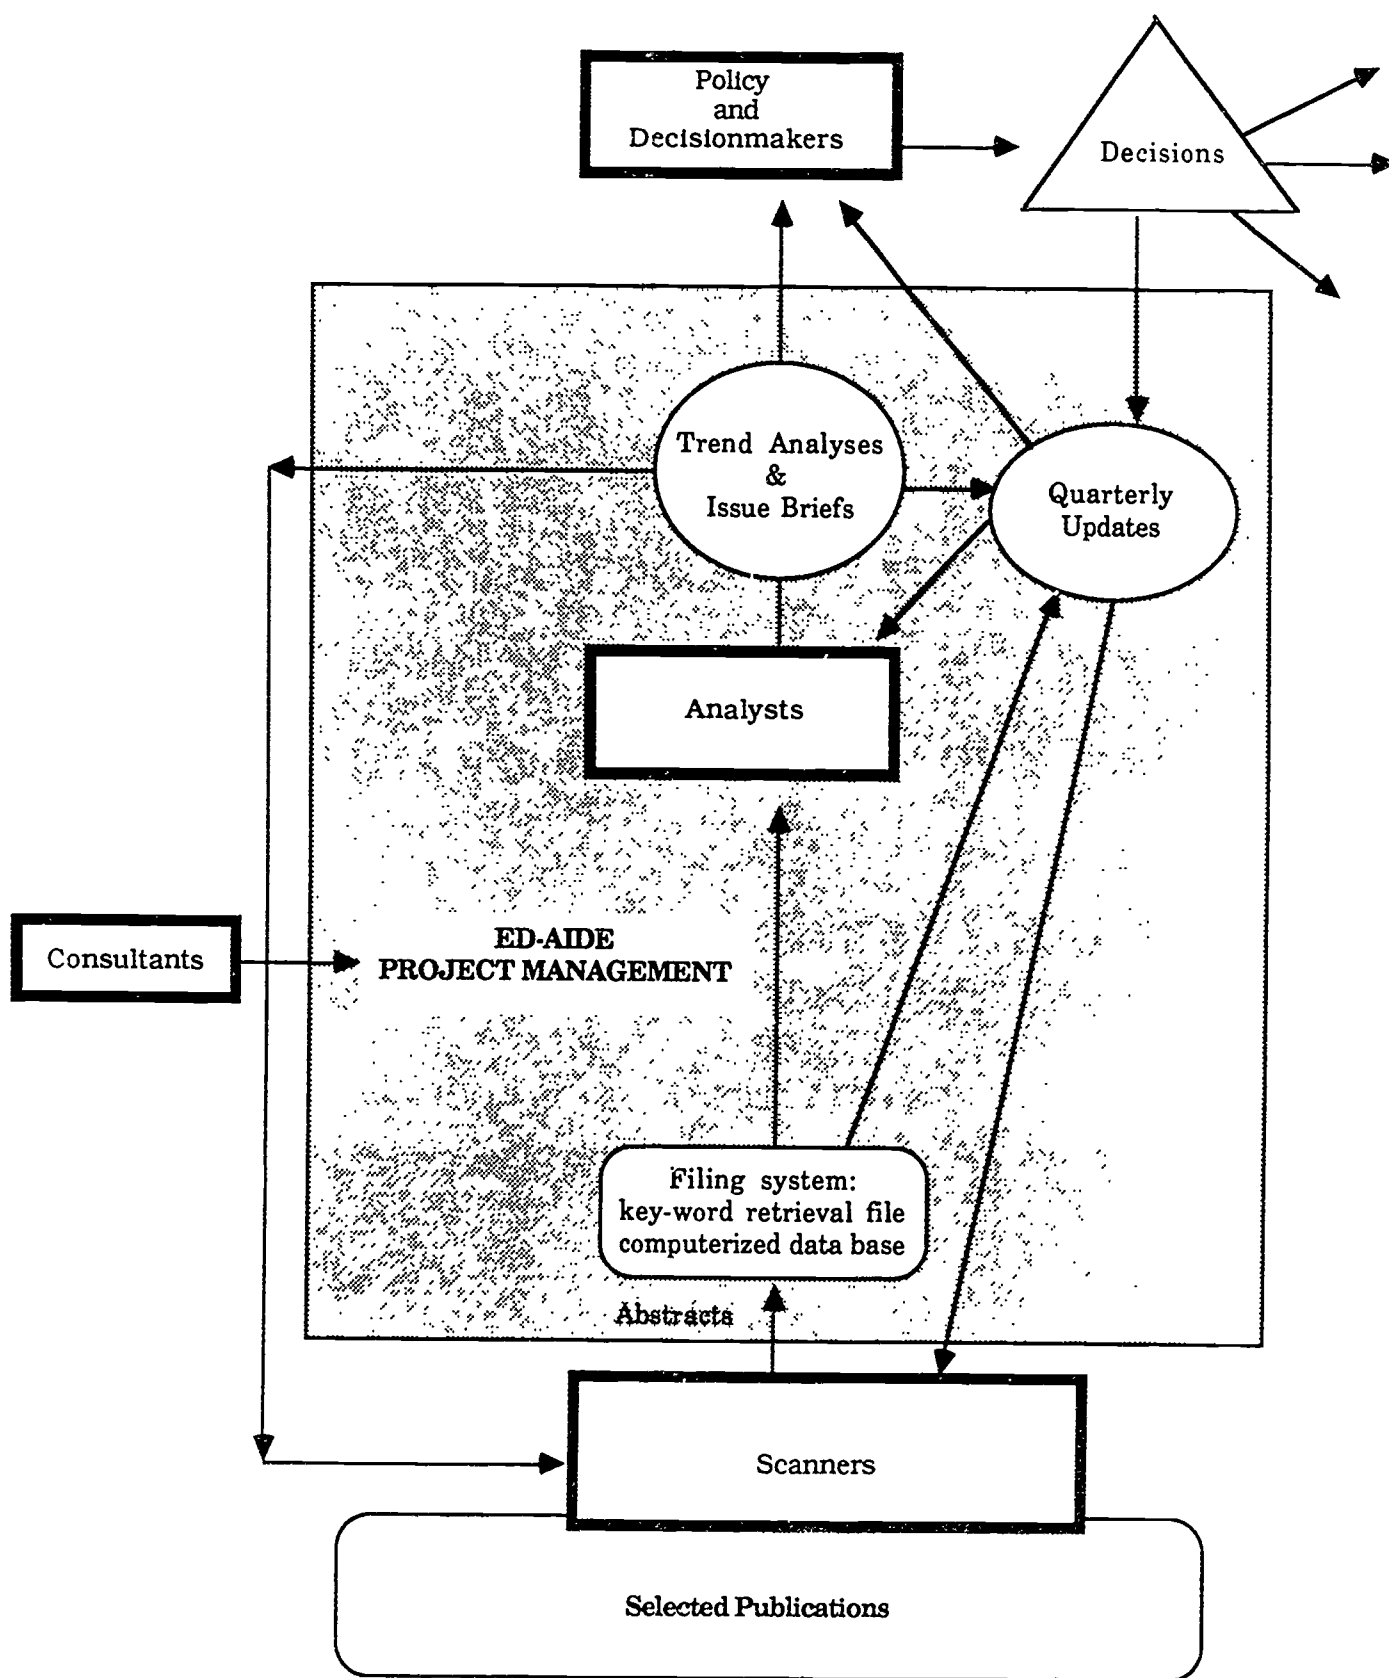 Policy
and
Decisionmakers
Decisions
Trend Analyses
&
Issue Briefs
Quarterly
Updates
Analysts
Consultants
ED-AIDE
PROJECT MANAGEMENT
Filing system:
key-word retrieval file
computerized data base
Abstracts
Scanners
Selected Publications